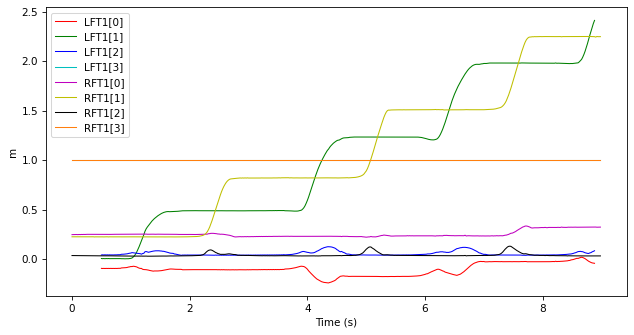 2.5
2.0
1.5
1.0
0.5
0.0
m
LFT1[0]
LFT1[1]
LFT1[2]
LFT1[3]
RFT1[0]
RFT1[1]
RFT1[2]
RFT1[3]
0 2 4 6 8
Time (s)